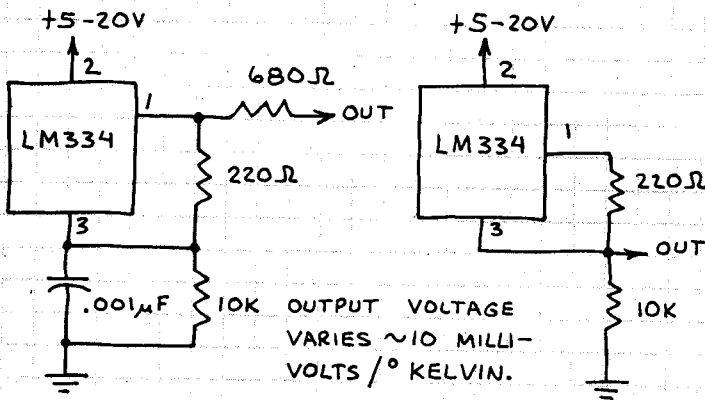 +5-20V
2
LM334
1
680Ω
OUT
220Ω
3
.001μF
10K
+5-20V
2
LM334
1
220Ω
3
OUT
10K
OUTPUT VOLTAGE
VARIES ~10 MILLI-
VOLTS/° KELVIN.